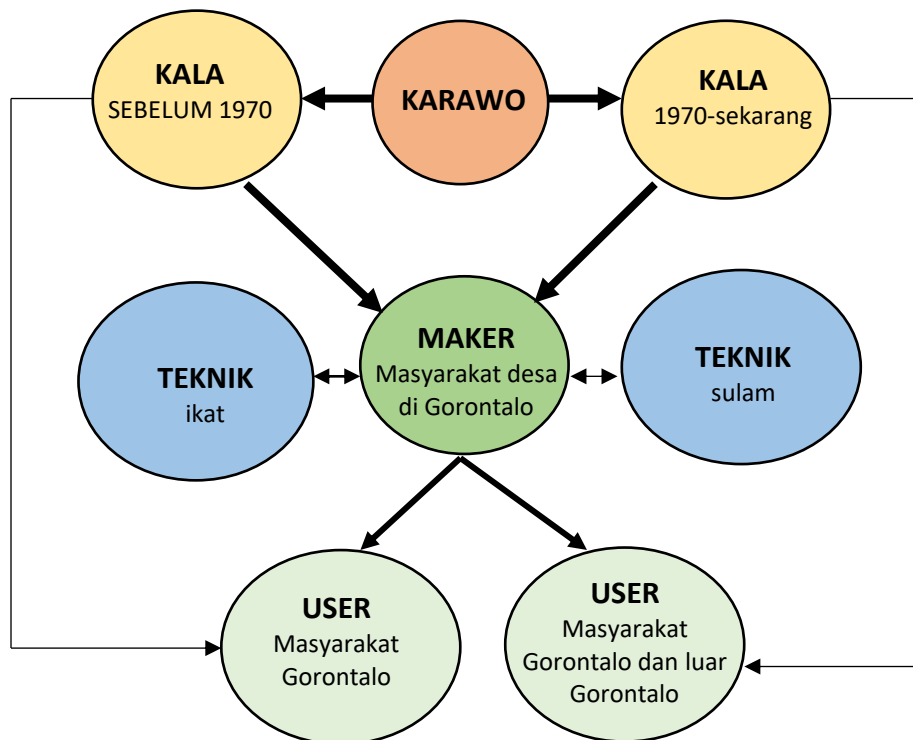 KALA
SEBELUM 1970
KARAWO
KALA
1970-sekarang
TEKNIK
ikat
MAKER
Masyarakat desa
di Gorontalo
TEKNIK
sulam
USER
Masyarakat
Gorontalo
USER
Masyarakat
Gorontalo dan luar
Gorontalo